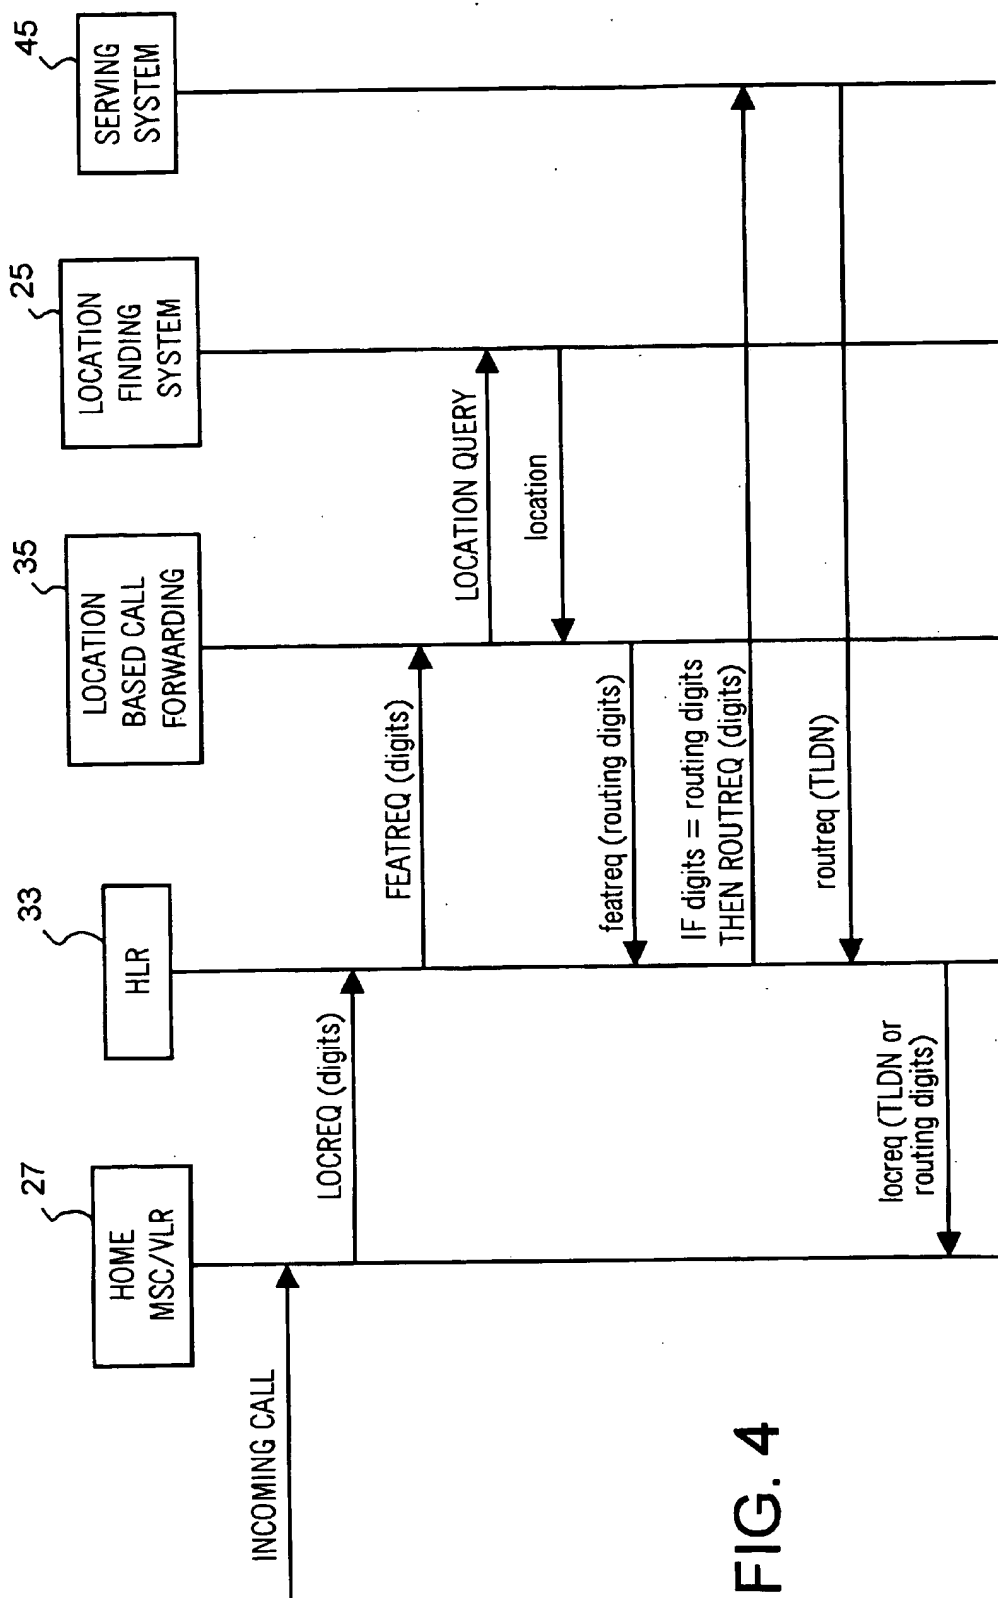 27
HOME
MSC/VLR
33
HLR
35
LOCATION
BASED CALL
FORWARDING
25
LOCATION
FINDING
SYSTEM
45
SERVING
SYSTEM
INCOMING CALL
LOCREQ (digits)
FEATREQ (digits)
LOCATION QUERY
location
featreq (routing digits)
IF digits = routing digits
THEN ROUTREQ (digits)
routreq (TLDN)
locreq (TLDN or
routing digits)
FIG. 4